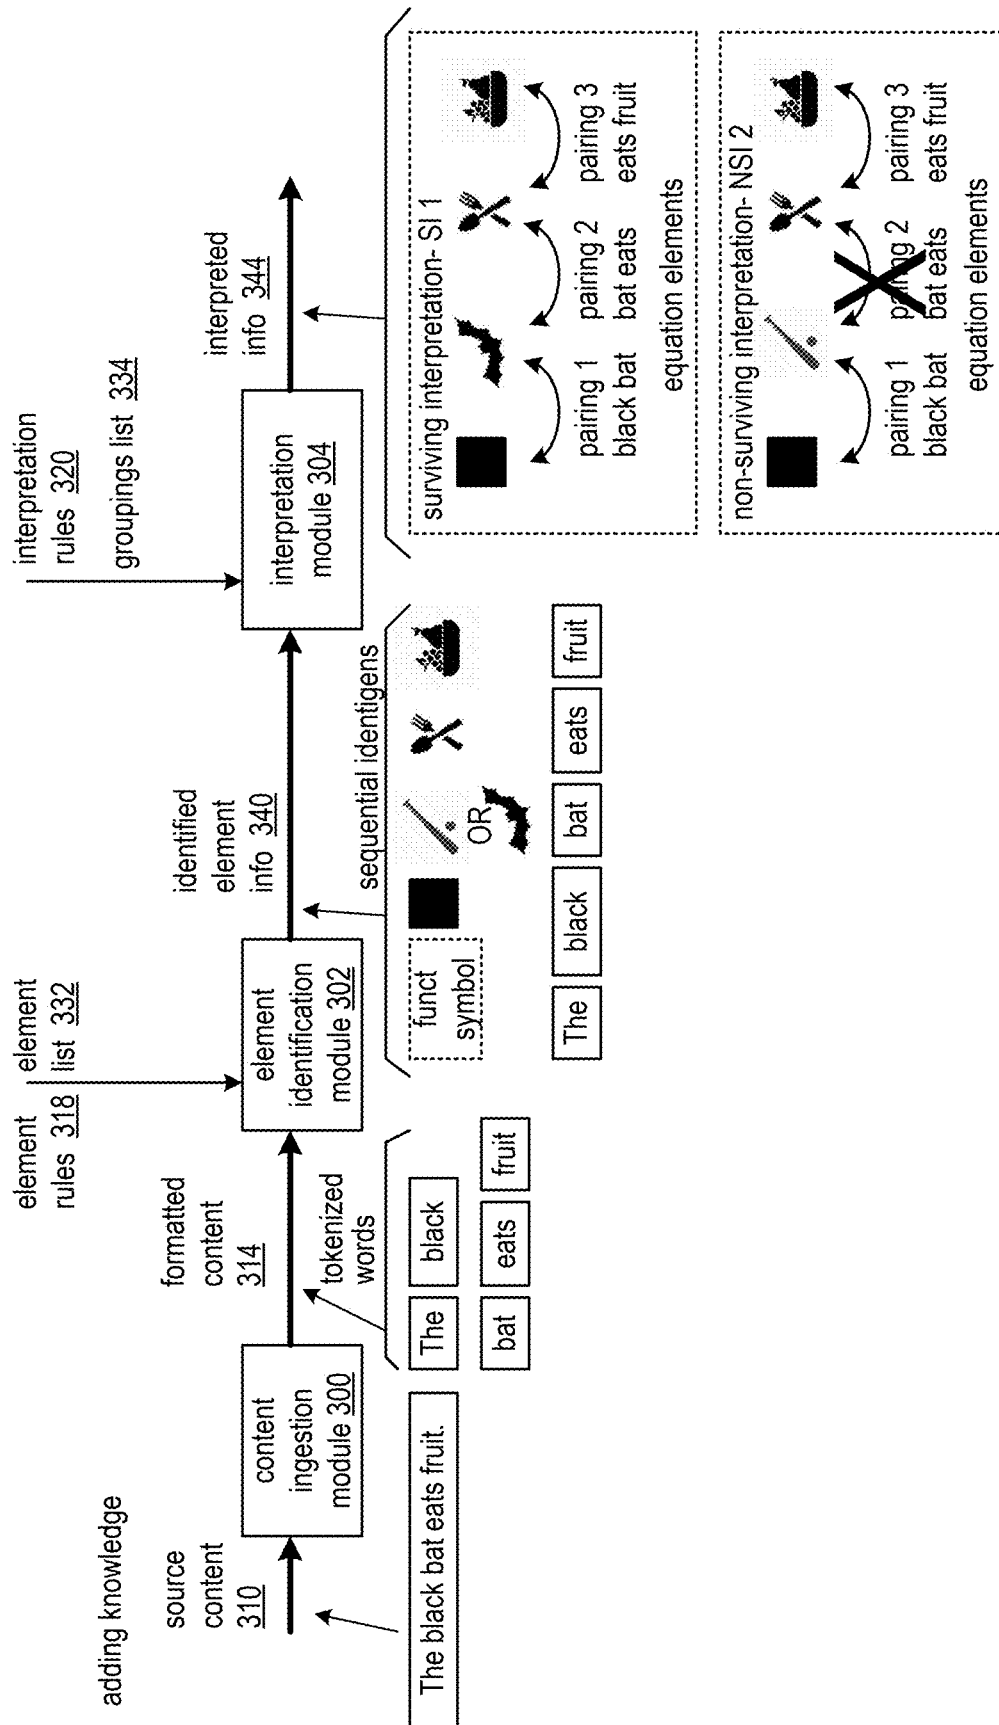 adding knowledge
source
content
310
content
ingestion
module 300
formatted
content
314
element
rules 318
element
list 332
element
identification
module 302
identified
element
info 340
interpretation
rules 320
groupings list 334
interpretation
module 304
interpreted
info 344
The black bat eats fruit.
tokenized
words
The
black
bat
eats
fruit
sequential identigens
funct
symbol
OR
The
black
bat
eats
fruit
surviving interpretation- SI 1
pairing 1
black bat
pairing 2
bat eats
pairing 3
eats fruit
equation elements
non-surviving interpretation- NSI 2
pairing 1
black bat
pairing 2
bat eats
pairing 3
eats fruit
equation elements